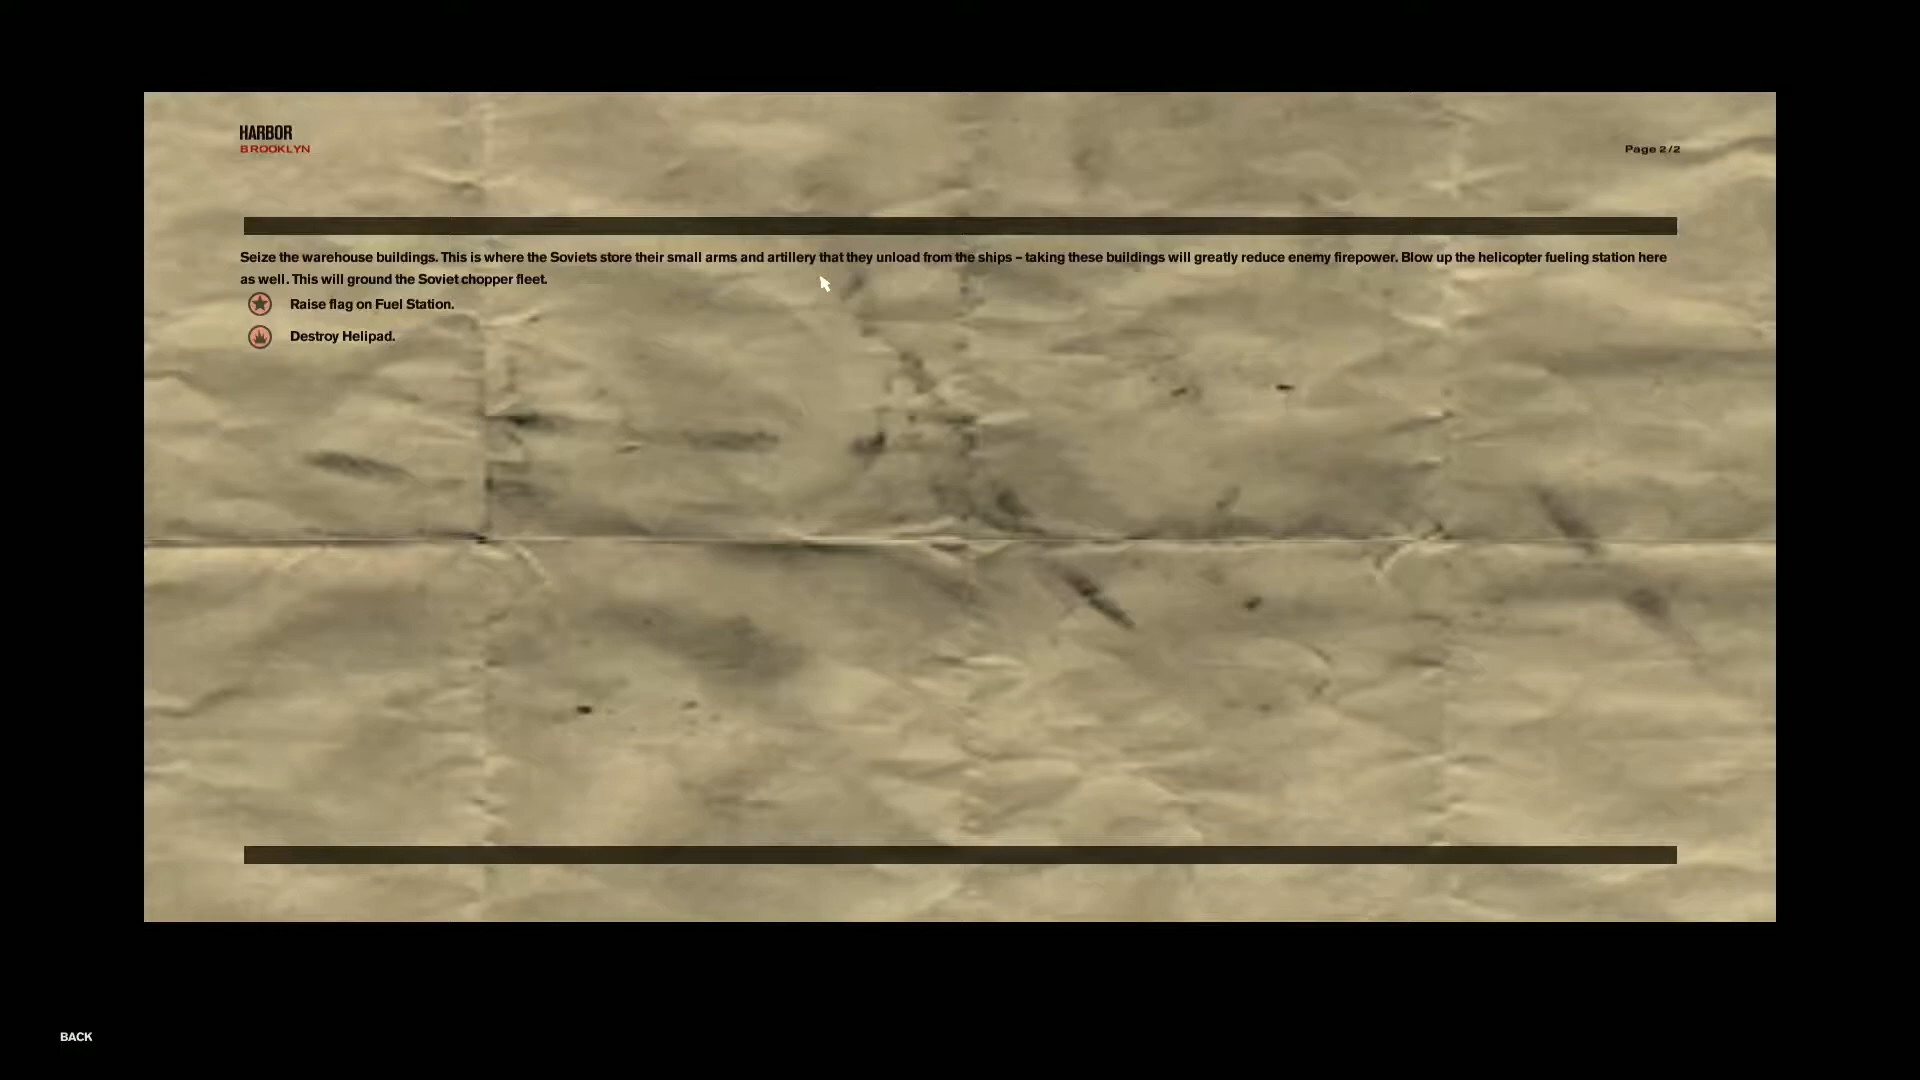 HARBOR
BROOKLYN
Page 2/2
Seize the warehouse buildings. This is where the Soviets store their small arms and artillery that they unload from the ships – taking these buildings will greatly reduce enemy firepower. Blow up the helicopter fueling station here
as well. This will ground the Soviet chopper fleet.
Raise flag on Fuel Station.
Destroy Helipad.
BACK